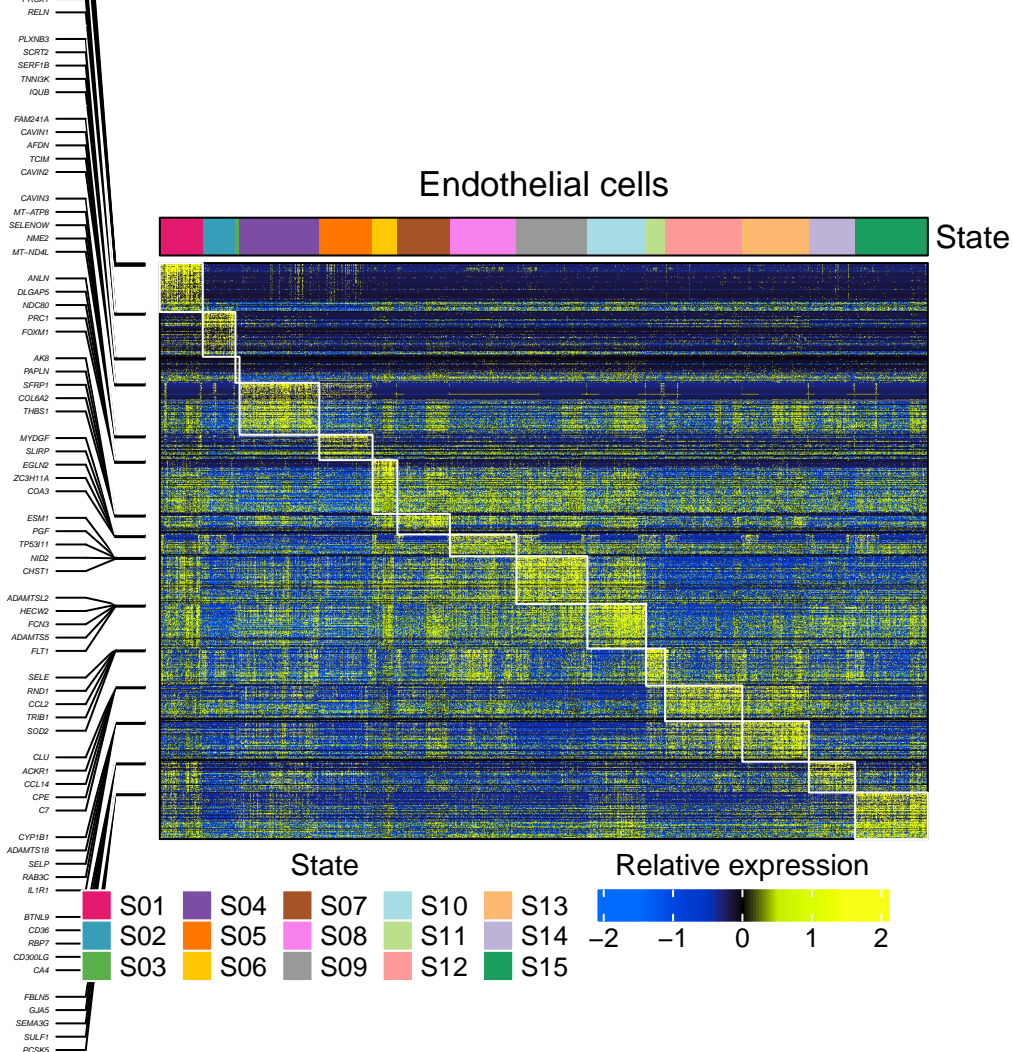 RELN
PLXNB3
SCRT2
SERF1B
TNNI3K
IQUB
FAM241A
CAVIN1
AFDN
TCIM
CAVIN2
CAVIN3
MT−ATP8
SELENOW
NME2
MT−ND4L
ANLN
DLGAP5
NDC80
PRC1
FOXM1
AK8
PAPLN
SFRP1
COL6A2
THBS1
MYDGF
SLIRP
EGLN2
ZC3H11A
COA3
ESM1
PGF
TP53I11
NID2
CHST1
ADAMTSL2
HECW2
FCN3
ADAMTS5
FLT1
SELE
RND1
CCL2
TRIB1
SOD2
CLU
ACKR1
CCL14
CPE
C7
CYP1B1
ADAMTS18
SELP
RAB3C
IL1R1
BTNL9
CD36
RBP7
CD300LG
CA4
FBLN5
GJA5
SEMA3G
SULF1
PCSK5
Endothelial cells
State
State
S01 S04 S07 S10 S13
S02 S05 S08 S11 S14
S03 S06 S09 S12 S15
Relative expression
−2 −1 0 1 2